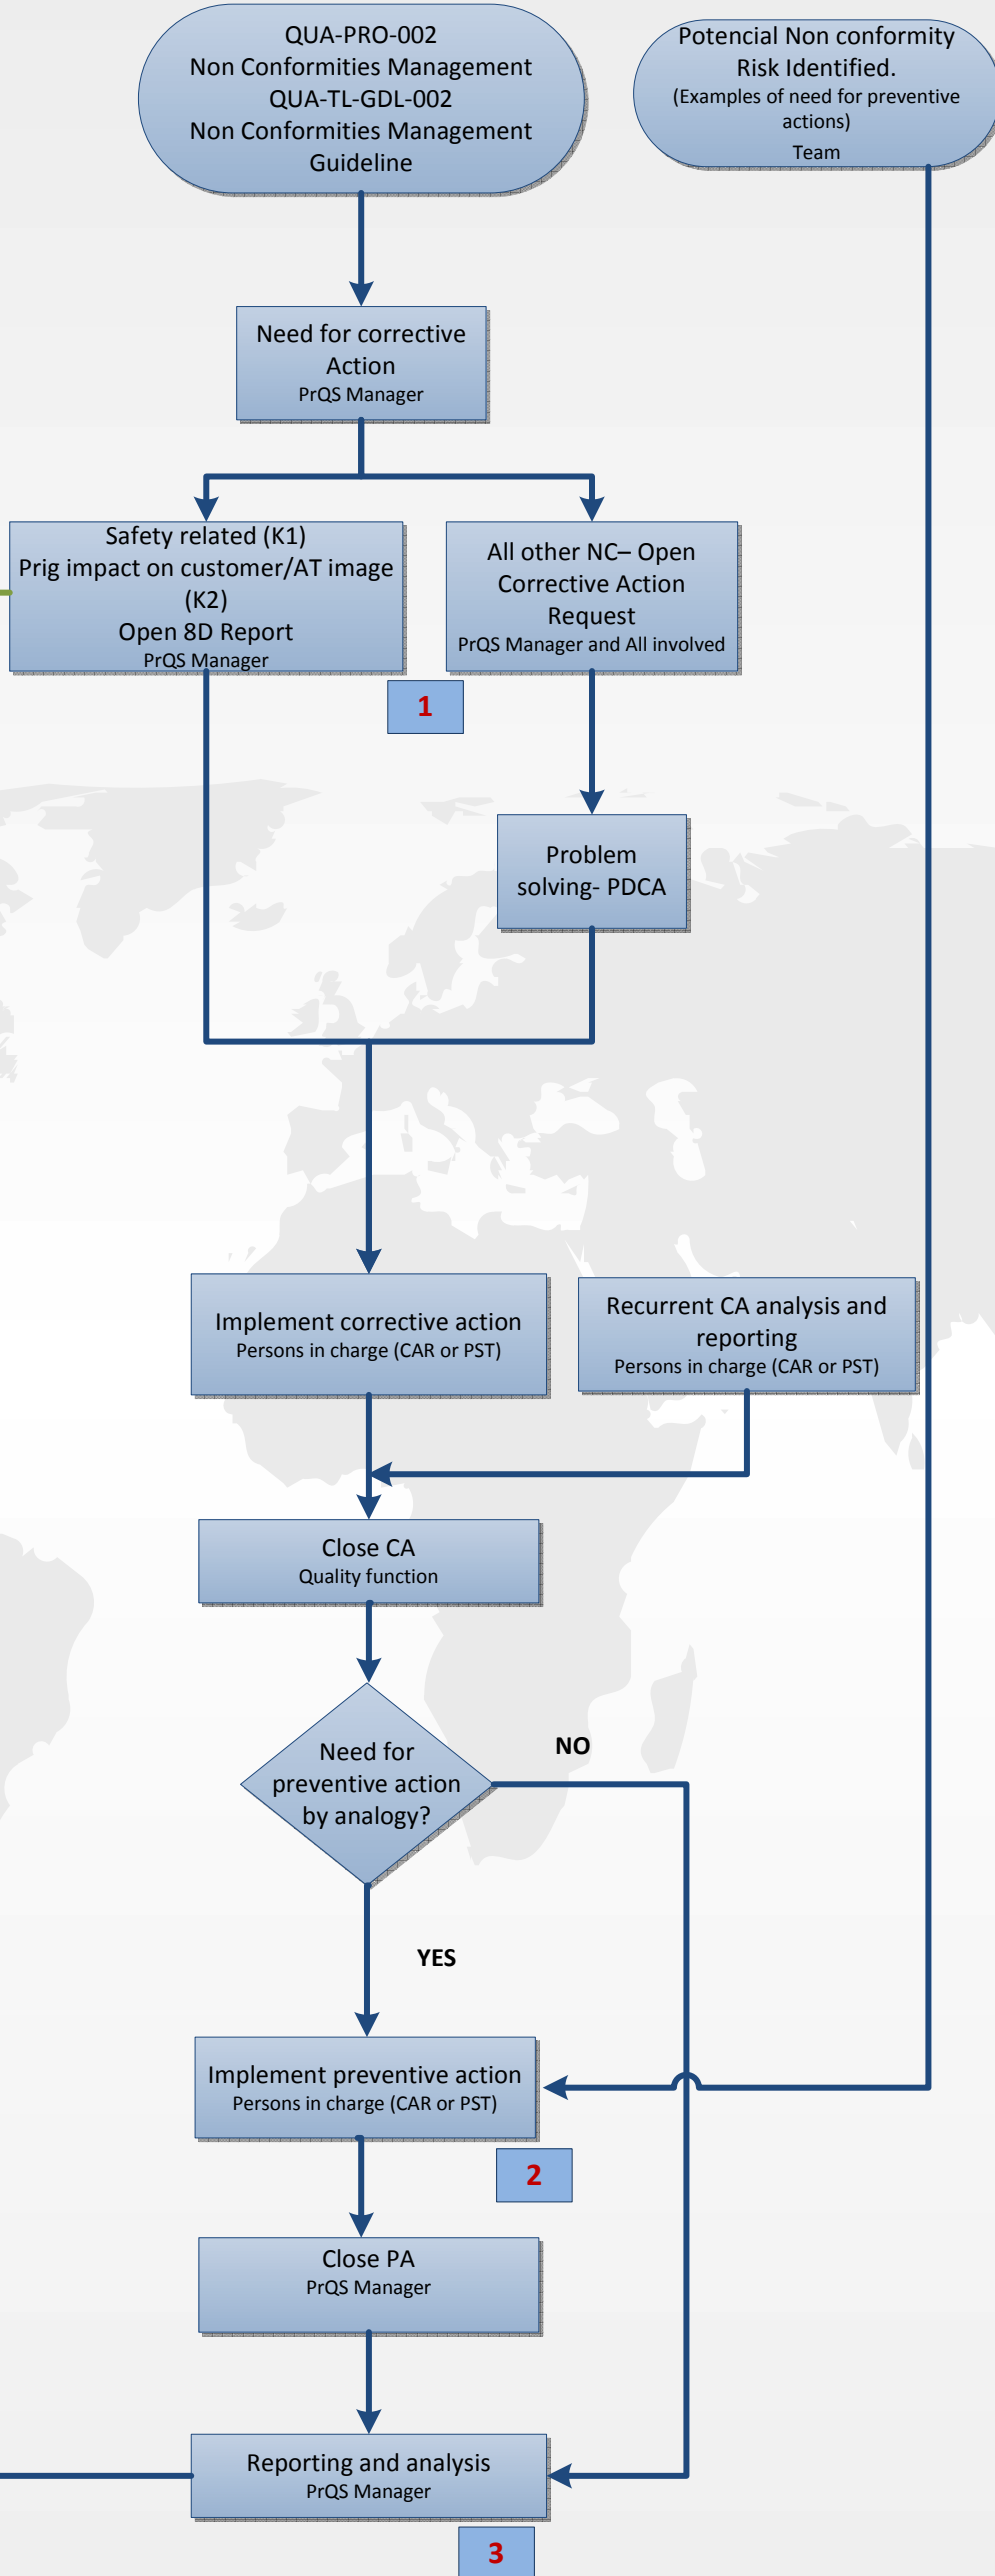 QUA-PRO-002
Non Conformities Management
QUA-TL-GDL-002
Non Conformities Management
Guideline
Potencial Non conformity
Risk Identified.
(Examples of need for preventive
actions)
Team
Need for corrective
Action
PrQS Manager
Safety related (K1)
Prig impact on customer/AT image
(K2)
Open 8D Report
PrQS Manager
All other NC– Open
Corrective Action
Request
PrQS Manager and All involved
1
Problem
solving- PDCA
Implement corrective action
Persons in charge (CAR or PST)
Recurrent CA analysis and
reporting
Persons in charge (CAR or PST)
Close CA
Quality function
Need for
preventive action
by analogy?
NO
YES
Implement preventive action
Persons in charge (CAR or PST)
2
Close PA
PrQS Manager
Reporting and analysis
PrQS Manager
3